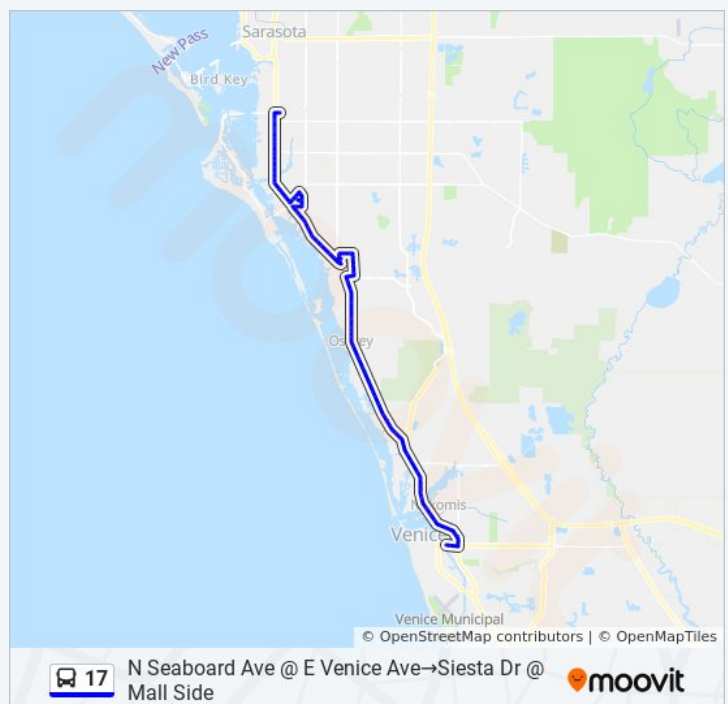 Sarasota
New Pass
Bird Key
Nokomis
Venice
Venice Municipal
© OpenStreetMap contributors | © OpenMapTiles
17
N Seaboard Ave @ E Venice Ave→Siesta Dr @
Mall Side
moovit